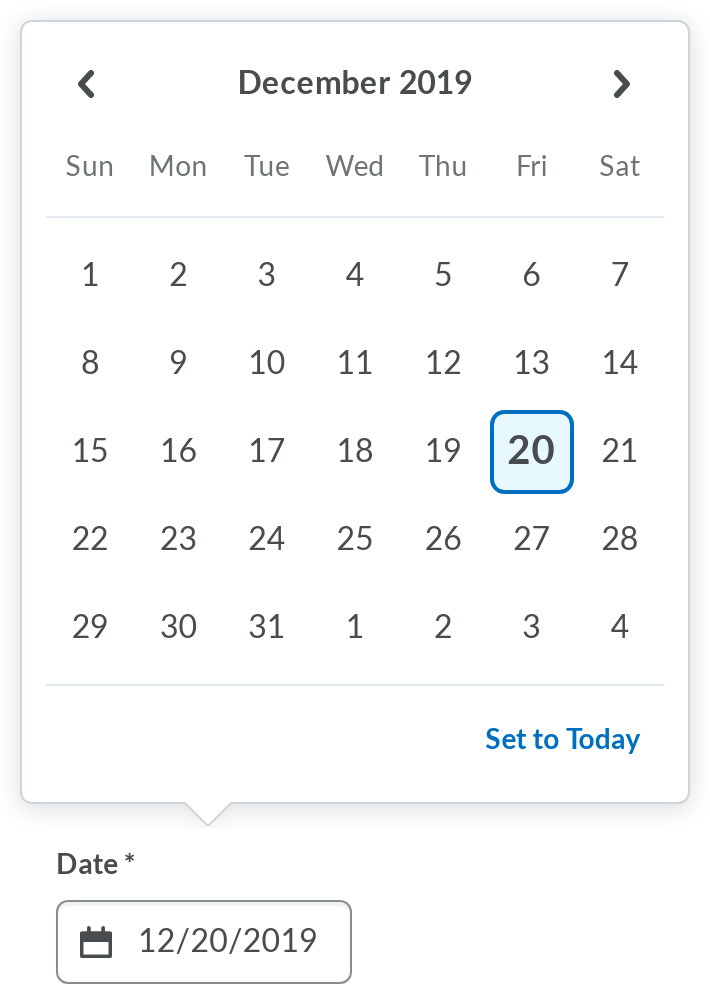 December 2019
Sun Mon Tue Wed Thu Fri Sat
1 2 3 4 5 6 7
8 9 10 11 12 13 14
15 16 17 18 19 20 21
22 23 24 25 26 27 28
29 30 31 1 2 3 4
Set to Today
Date *
12/20/2019